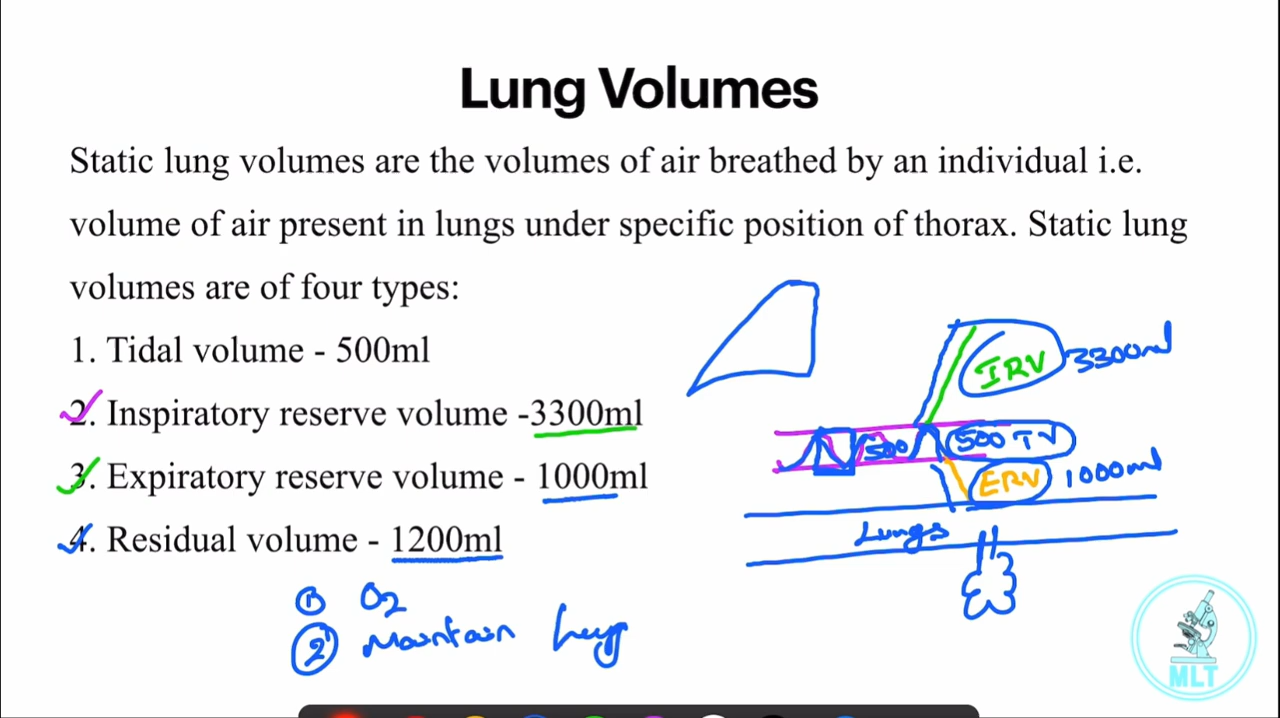 Lung Volumes
Static lung volumes are the volumes of air breathed by an individual i.e.
volume of air present in lungs under specific position of thorax. Static lung
volumes are of four types:
1. Tidal volume - 500ml
2. Inspiratory reserve volume -3300ml
3. Expiratory reserve volume - 1000ml
4. Residual volume - 1200ml
IRV 3300ml
500 500 TV
ERV 1000ml
Lungs
① O2
② Maintain
MLT